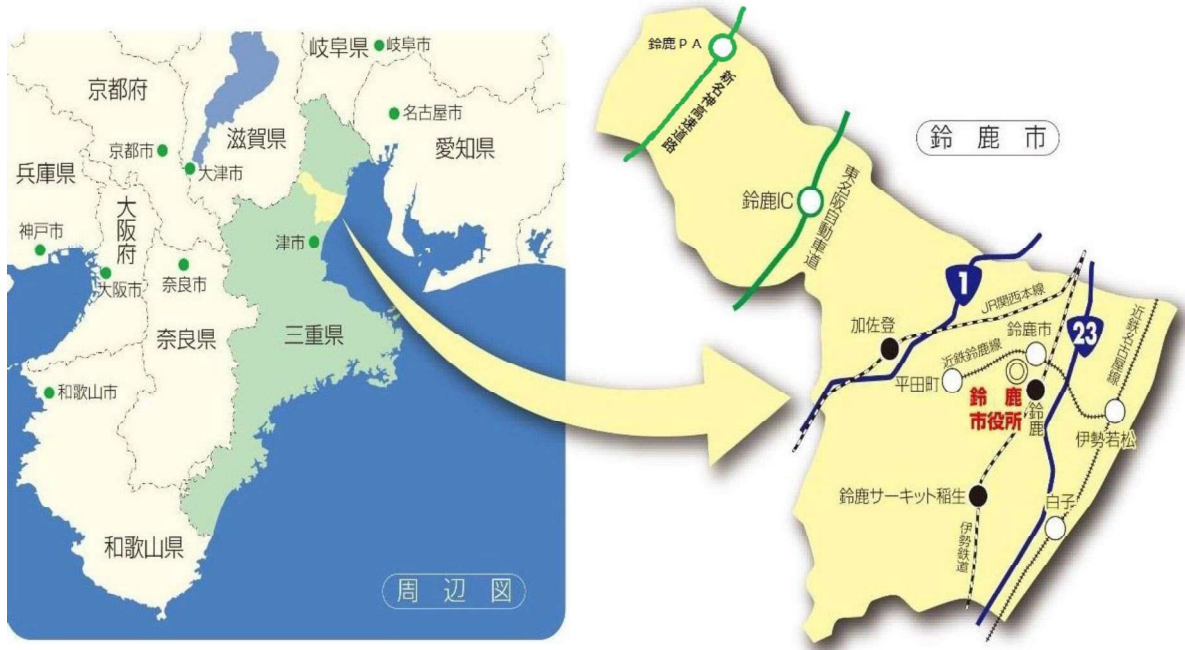 岐阜県
岐阜市
京都府
名古屋市
滋賀県
愛知県
京都市
大津市
兵庫県
大阪府
神戸市
津市
奈良市
大阪市
三重県
奈良県
和歌山市
和歌山県
周辺図
鈴鹿PA
新名神高速道路
鈴鹿市
鈴鹿IC
東名阪自動車道
1
JR関西本線
加佐登
鈴鹿市
23
近鉄名古屋線
近鉄鈴鹿線
平田町
鈴鹿
市役所
鈴鹿
伊勢若松
鈴鹿サーキット稲生
白子
伊勢鉄道